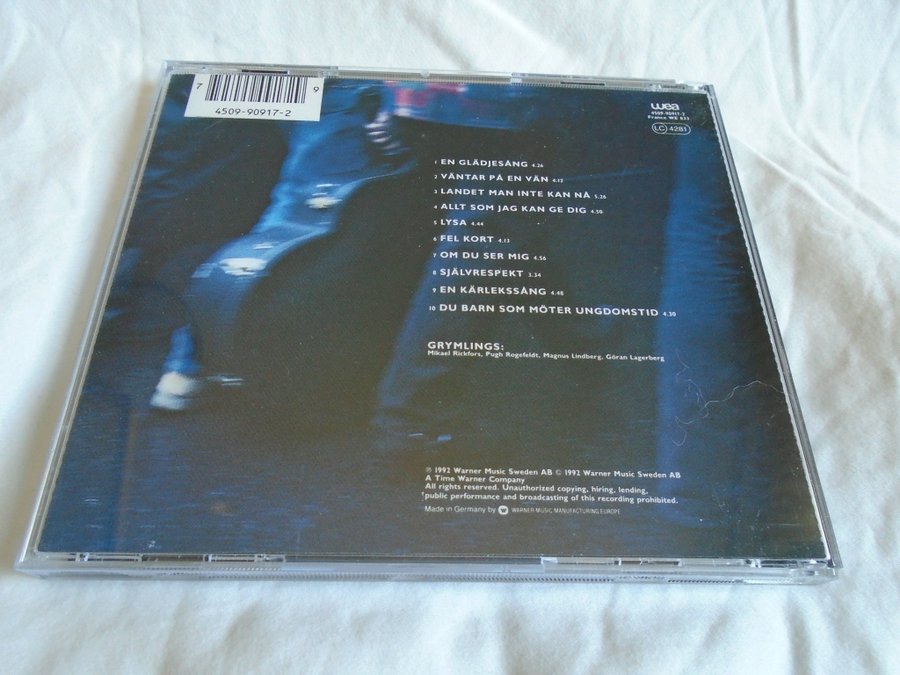 7 9
4509-90917-2
wea
4509-90917-2
France WE 833
LC 4281
1 EN GLÄDJESÅNG 4.26
2 VÄNTAR PÅ EN VÄN 4.12
3 LANDET MAN INTE KAN NÅ 5.26
4 ALLT SOM JAG KAN GE DIG 4.50
5 LYSA 4.44
6 FEL KORT 4.13
7 OM DU SER MIG 4.56
8 SJÄLVRESPEKT 3.34
9 EN KÄRLEKSSÅNG 4.48
10 DU BARN SOM MÖTER UNGDOMSTID 4.30
GRYMLINGS:
Mikael Rickfors, Pugh Rogefeldt, Magnus Lindberg, Göran Lagerberg
℗ 1992 Warner Music Sweden AB © 1992 Warner Music Sweden AB
A Time Warner Company
All rights reserved. Unauthorized copying, hiring, lending,
public performance and broadcasting of this recording prohibited.
Made in Germany by WARNER MUSIC MANUFACTURING EUROPE